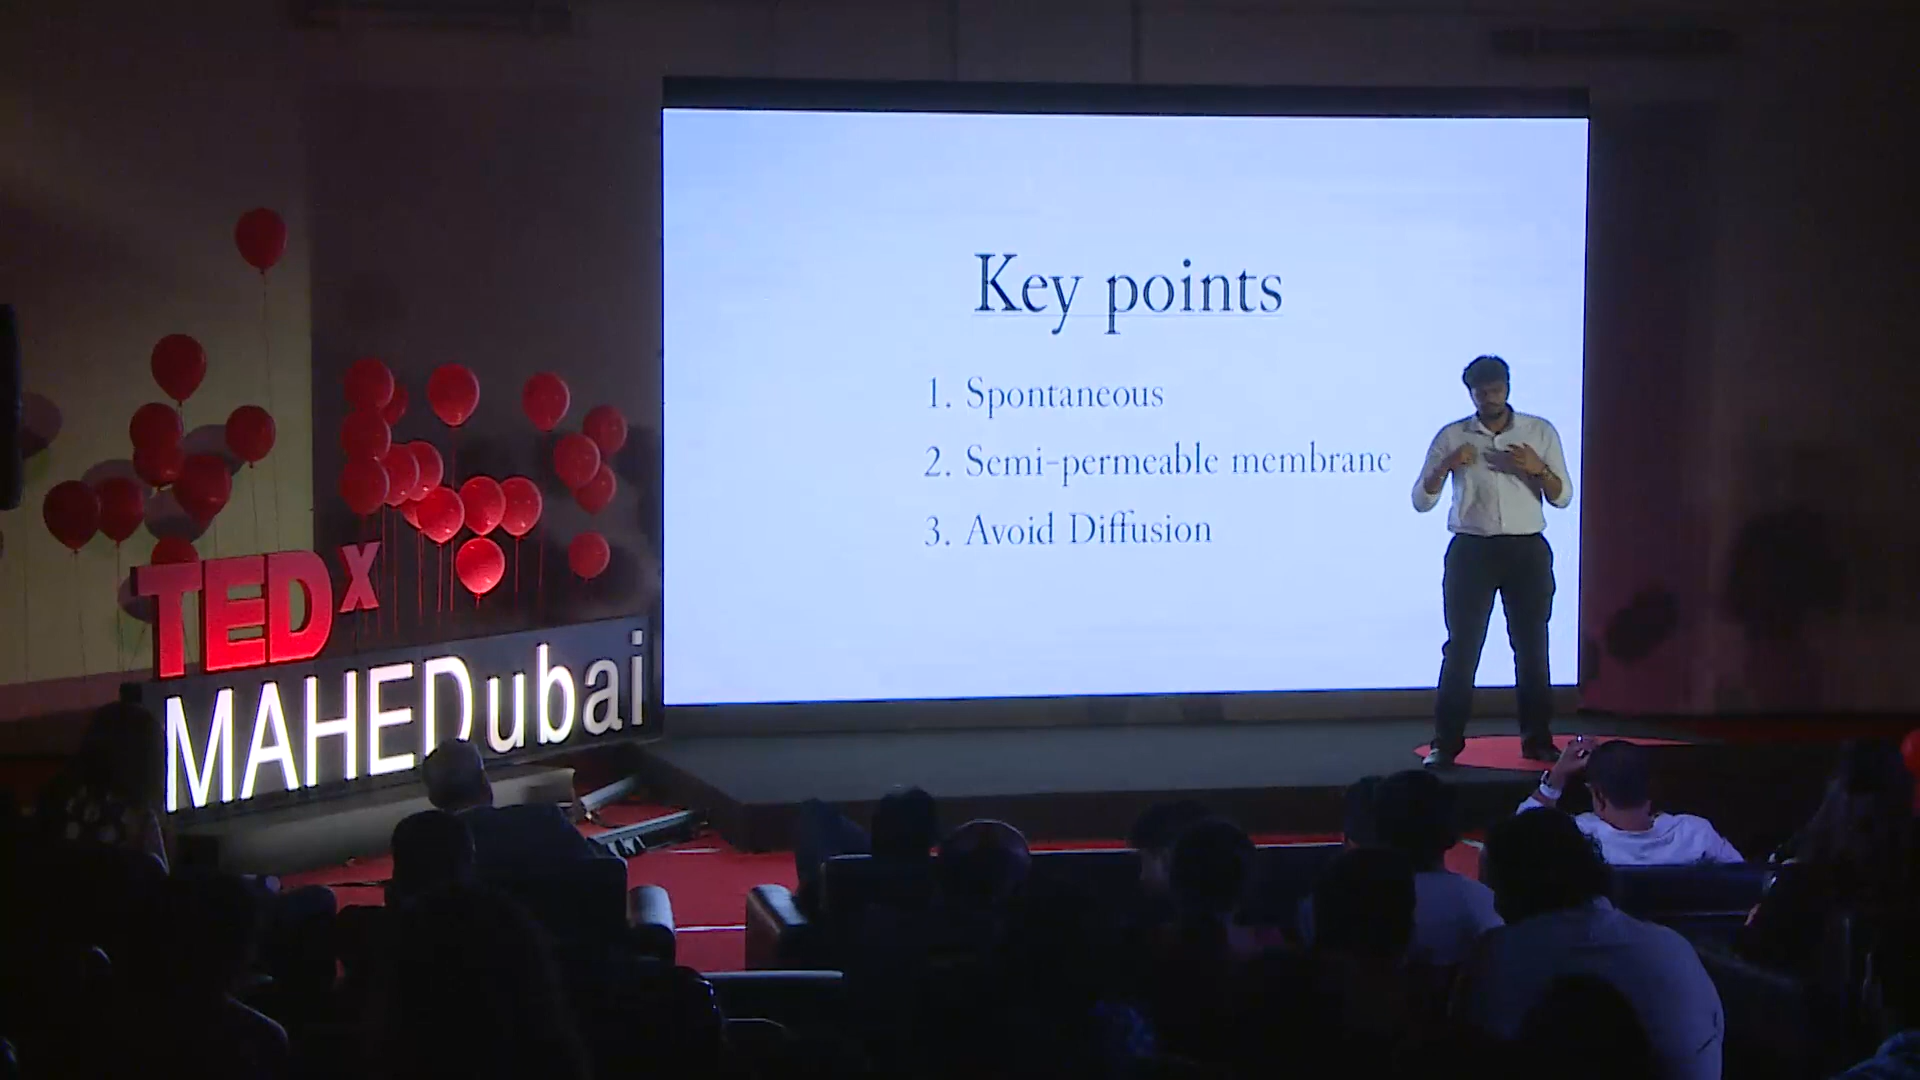 TEDx
MAHEDubai
Key points
1. Spontaneous
2. Semi-permeable membrane
3. Avoid Diffusion